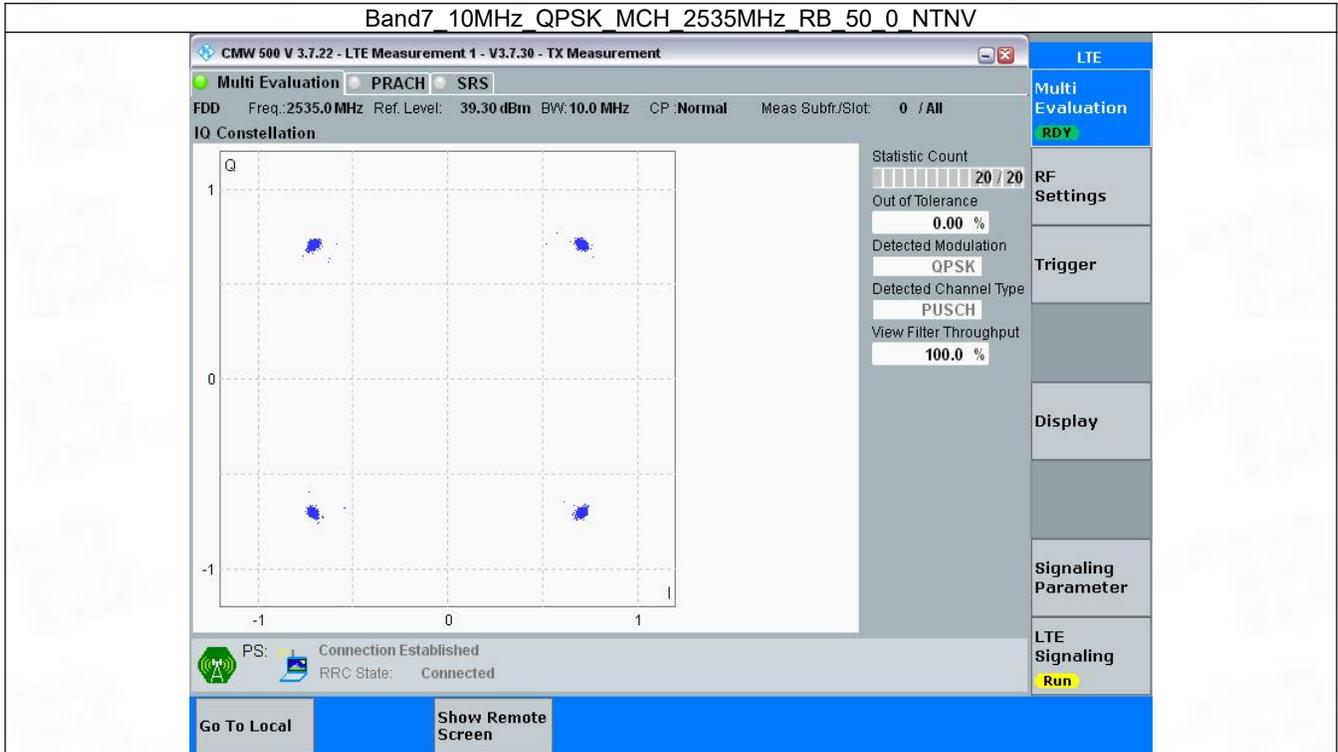 Band7_10MHz_QPSK_MCH_2535MHz_RB_50_0_NTNV
CMW 500 V 3.7.22 - LTE Measurement 1 - V3.7.30 - TX Measurement
LTE
Multi Evaluation PRACH SRS
FDD Freq.:2535.0 MHz Ref. Level: 39.30 dBm BW:10.0 MHz CP :Normal Meas Subfr./Slot: 0 / All
IQ Constellation
Q
1
0
-1
I
-1 0 1
Statistic Count
20 / 20
Out of Tolerance
0.00 %
Detected Modulation
QPSK
Detected Channel Type
PUSCH
View Filter Throughput
100.0 %
Multi
Evaluation
RDY
RF
Settings
Trigger
Display
Signaling
Parameter
LTE
Signaling
Run
PS: Connection Established
RRC State: Connected
Go To Local
Show Remote
Screen